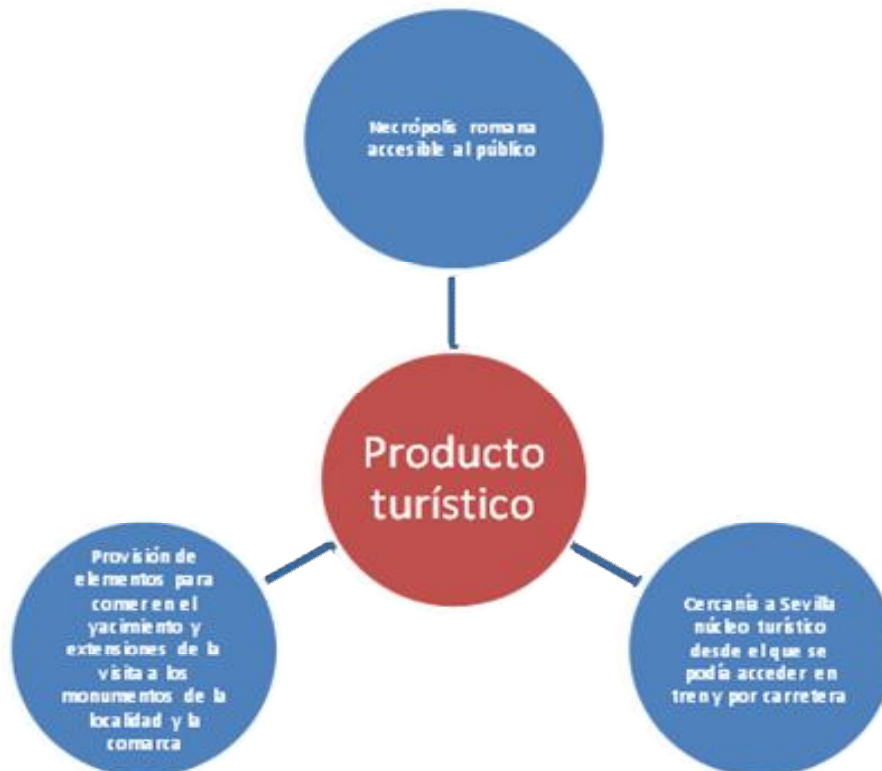 Necrópolis romana
accesible al público
Producto
turístico
Provisión de
elementos para
comer en el
yacimiento y
extensiones de la
visita a los
monumentos de la
localidad y la
comarca
Cercanía a Sevilla
núcleo turístico
desde el que se
podía acceder en
tren y por carretera